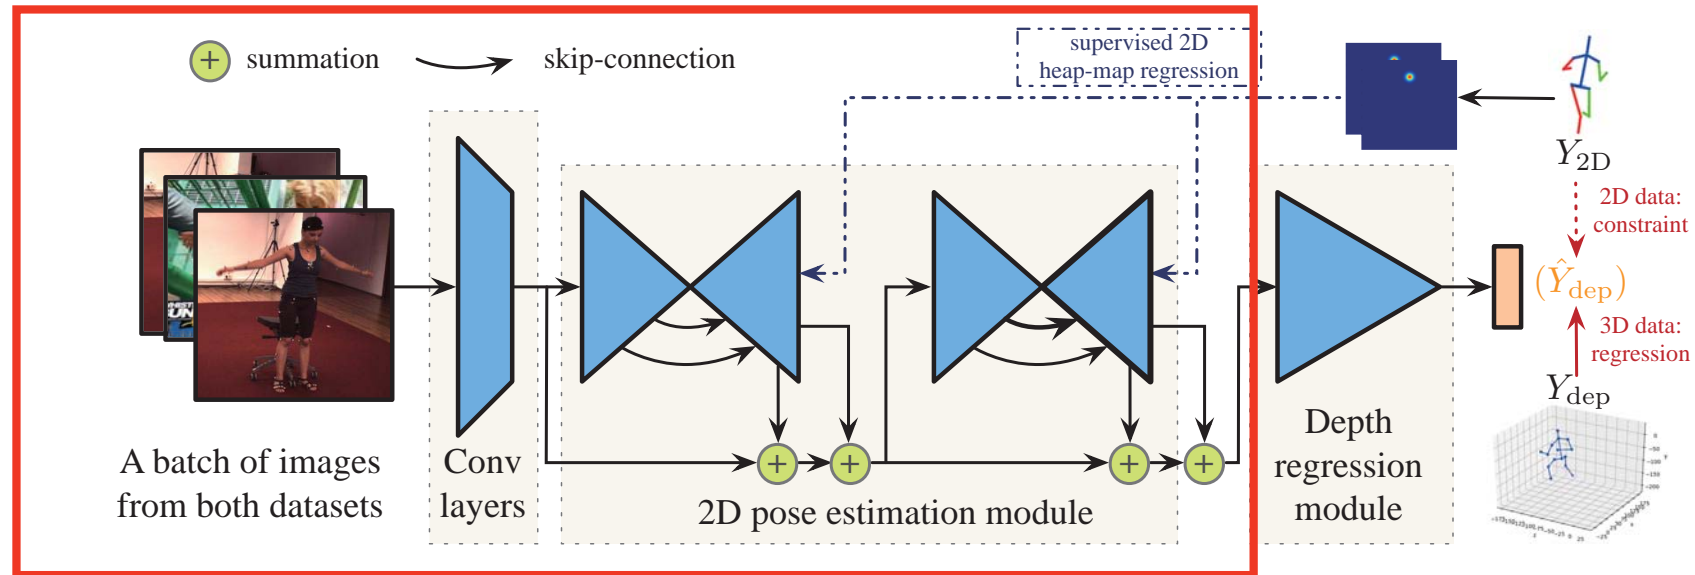 summation
skip-connection
supervised 2D
heap-map regression
Y2D
2D data:
constraint
(Ŷdep)
3D data:
regression
Ydep
A batch of images
from both datasets
Conv
layers
2D pose estimation module
Depth
regression
module